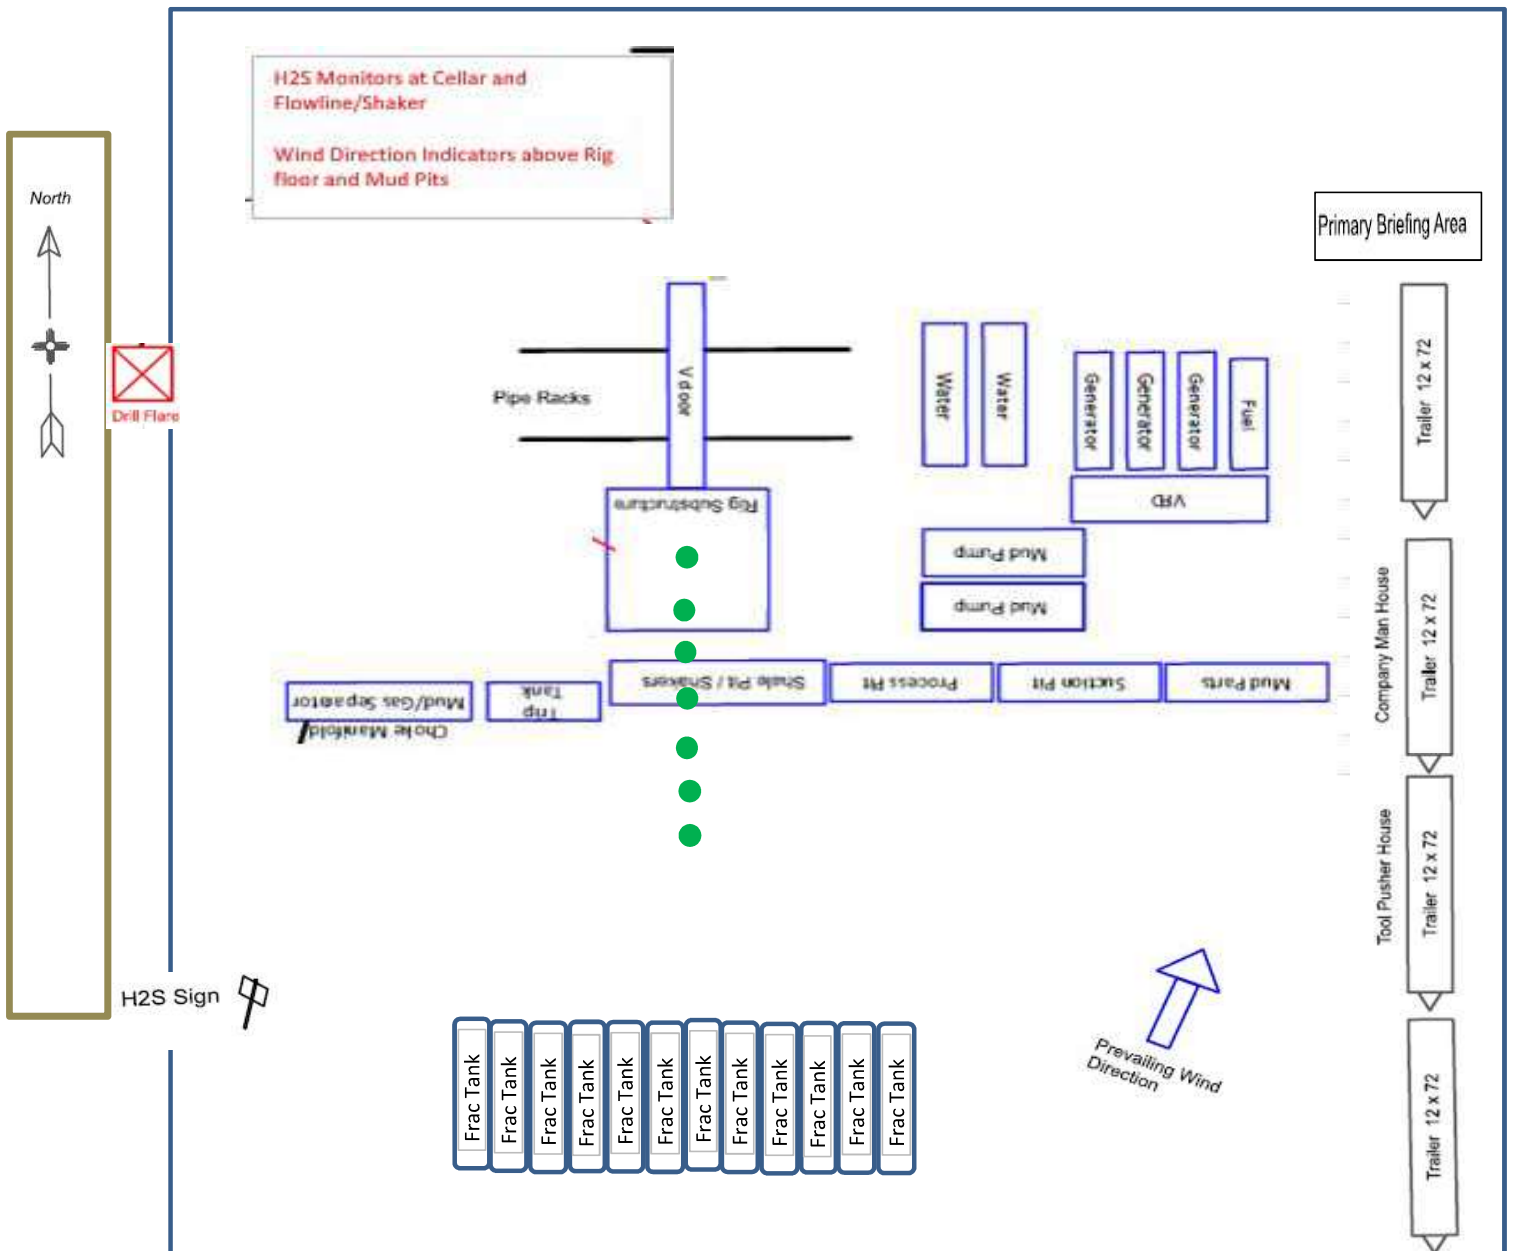 H2S Monitors at Cellar and
Flowline/Shaker
Wind Direction Indicators above Rig
floor and Mud Pits
North
Primary Briefing Area
Drill Flare
Pipe Racks
V door
Water
Water
Generator
Generator
Generator
Fuel
VFD
Trailer 12 x 72
Rig Substructure
Mud Pump
Mud Pump
Company Man House
Trailer 12 x 72
Mud/Gas Separator
Trip
Tank
Shale Pit / Shakers
Process Pit
Suction Pit
Mud Parts
Choke Manifold
Tool Pusher House
Trailer 12 x 72
H2S Sign
Prevailing Wind
Direction
Frac Tank
Frac Tank
Frac Tank
Frac Tank
Frac Tank
Frac Tank
Frac Tank
Frac Tank
Frac Tank
Frac Tank
Frac Tank
Frac Tank
Trailer 12 x 72